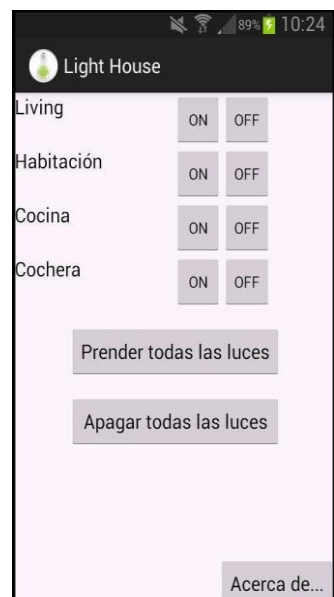 89% 10:24
Light House
Living ON OFF
Habitación ON OFF
Cocina ON OFF
Cochera ON OFF
Prender todas las luces
Apagar todas las luces
Acerca de...